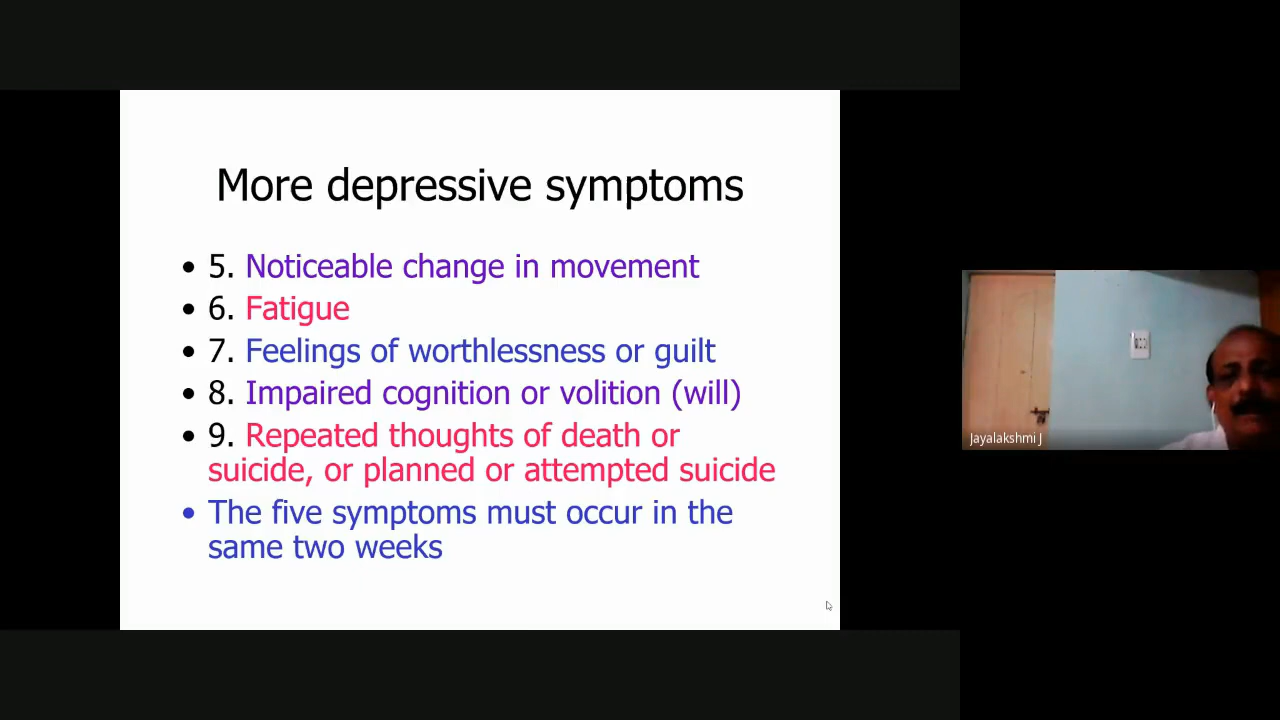 More depressive symptoms
• 5. Noticeable change in movement
• 6. Fatigue
• 7. Feelings of worthlessness or guilt
• 8. Impaired cognition or volition (will)
• 9. Repeated thoughts of death or
suicide, or planned or attempted suicide
• The five symptoms must occur in the
same two weeks
Jayalakshmi J